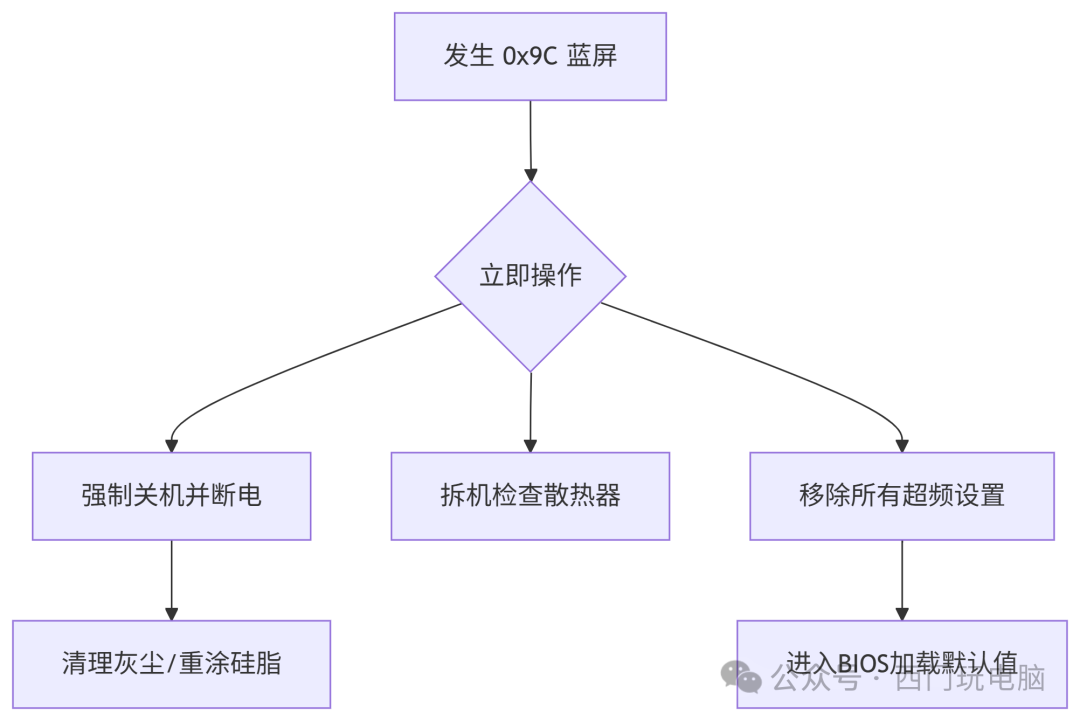 发生 0x9C 蓝屏
立即操作
强制关机并断电
拆机检查散热器
移除所有超频设置
清理灰尘/重涂硅脂
进入BIOS加载默认值
公众号 · 西门玩电脑